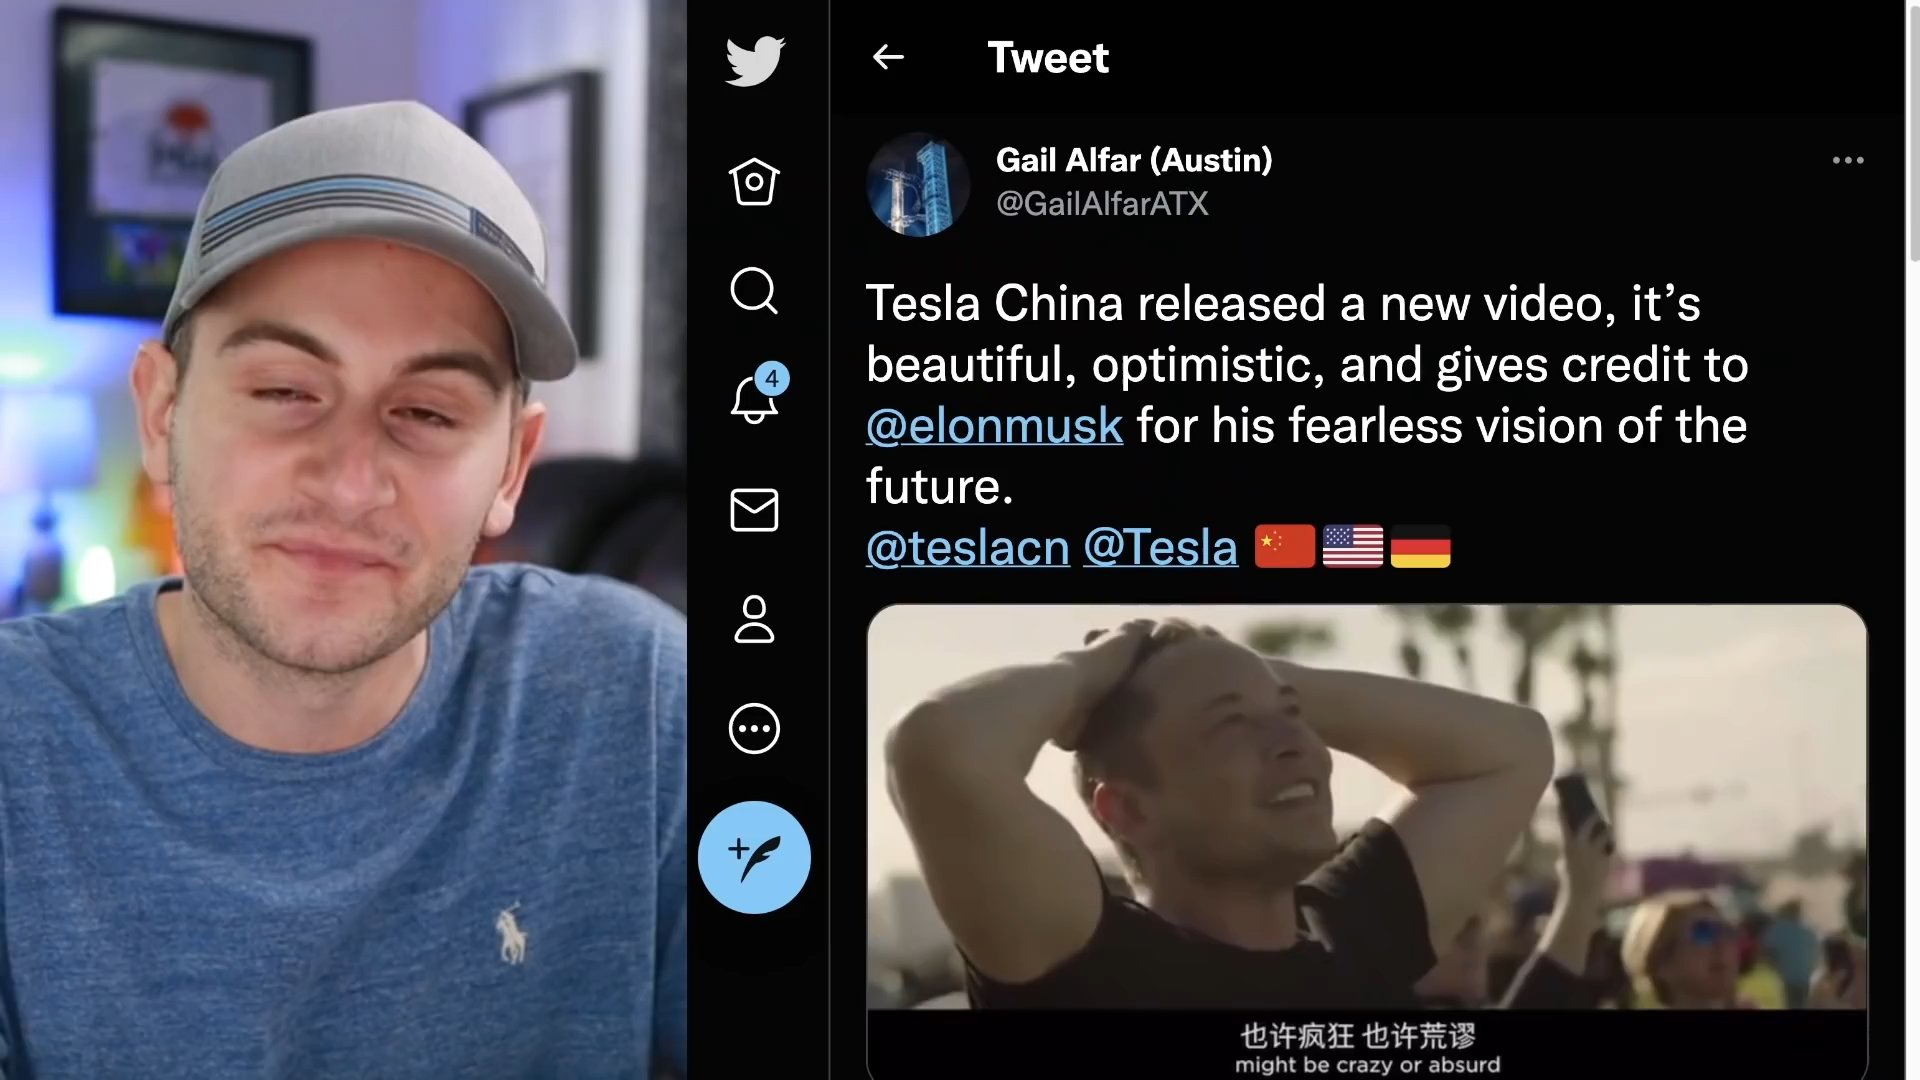 Tweet
Gail Alfar (Austin)
@GailAlfarATX
4
Tesla China released a new video, it’s
beautiful, optimistic, and gives credit to
@elonmusk for his fearless vision of the
future.
@teslacn @Tesla
也许疯狂 也许荒谬
might be crazy or absurd